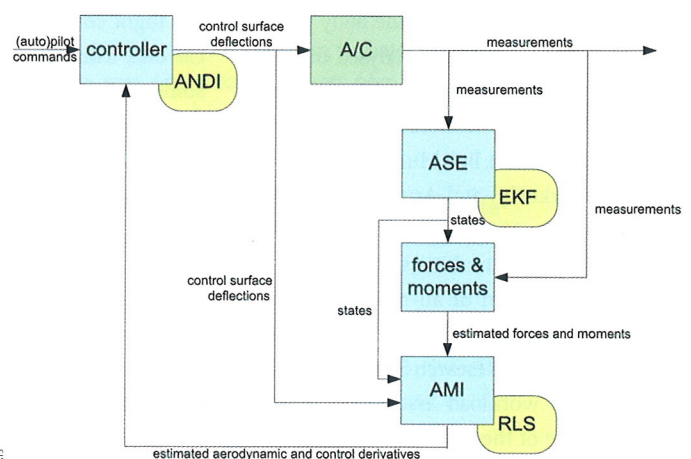 (auto)pilot
commands
controller
ANDI
control surface
deflections
A/C
measurements
measurements
ASE
EKF
states
measurements
forces &
moments
control surface
deflections
states
estimated forces and moments
AMI
RLS
estimated aerodynamic and control derivatives